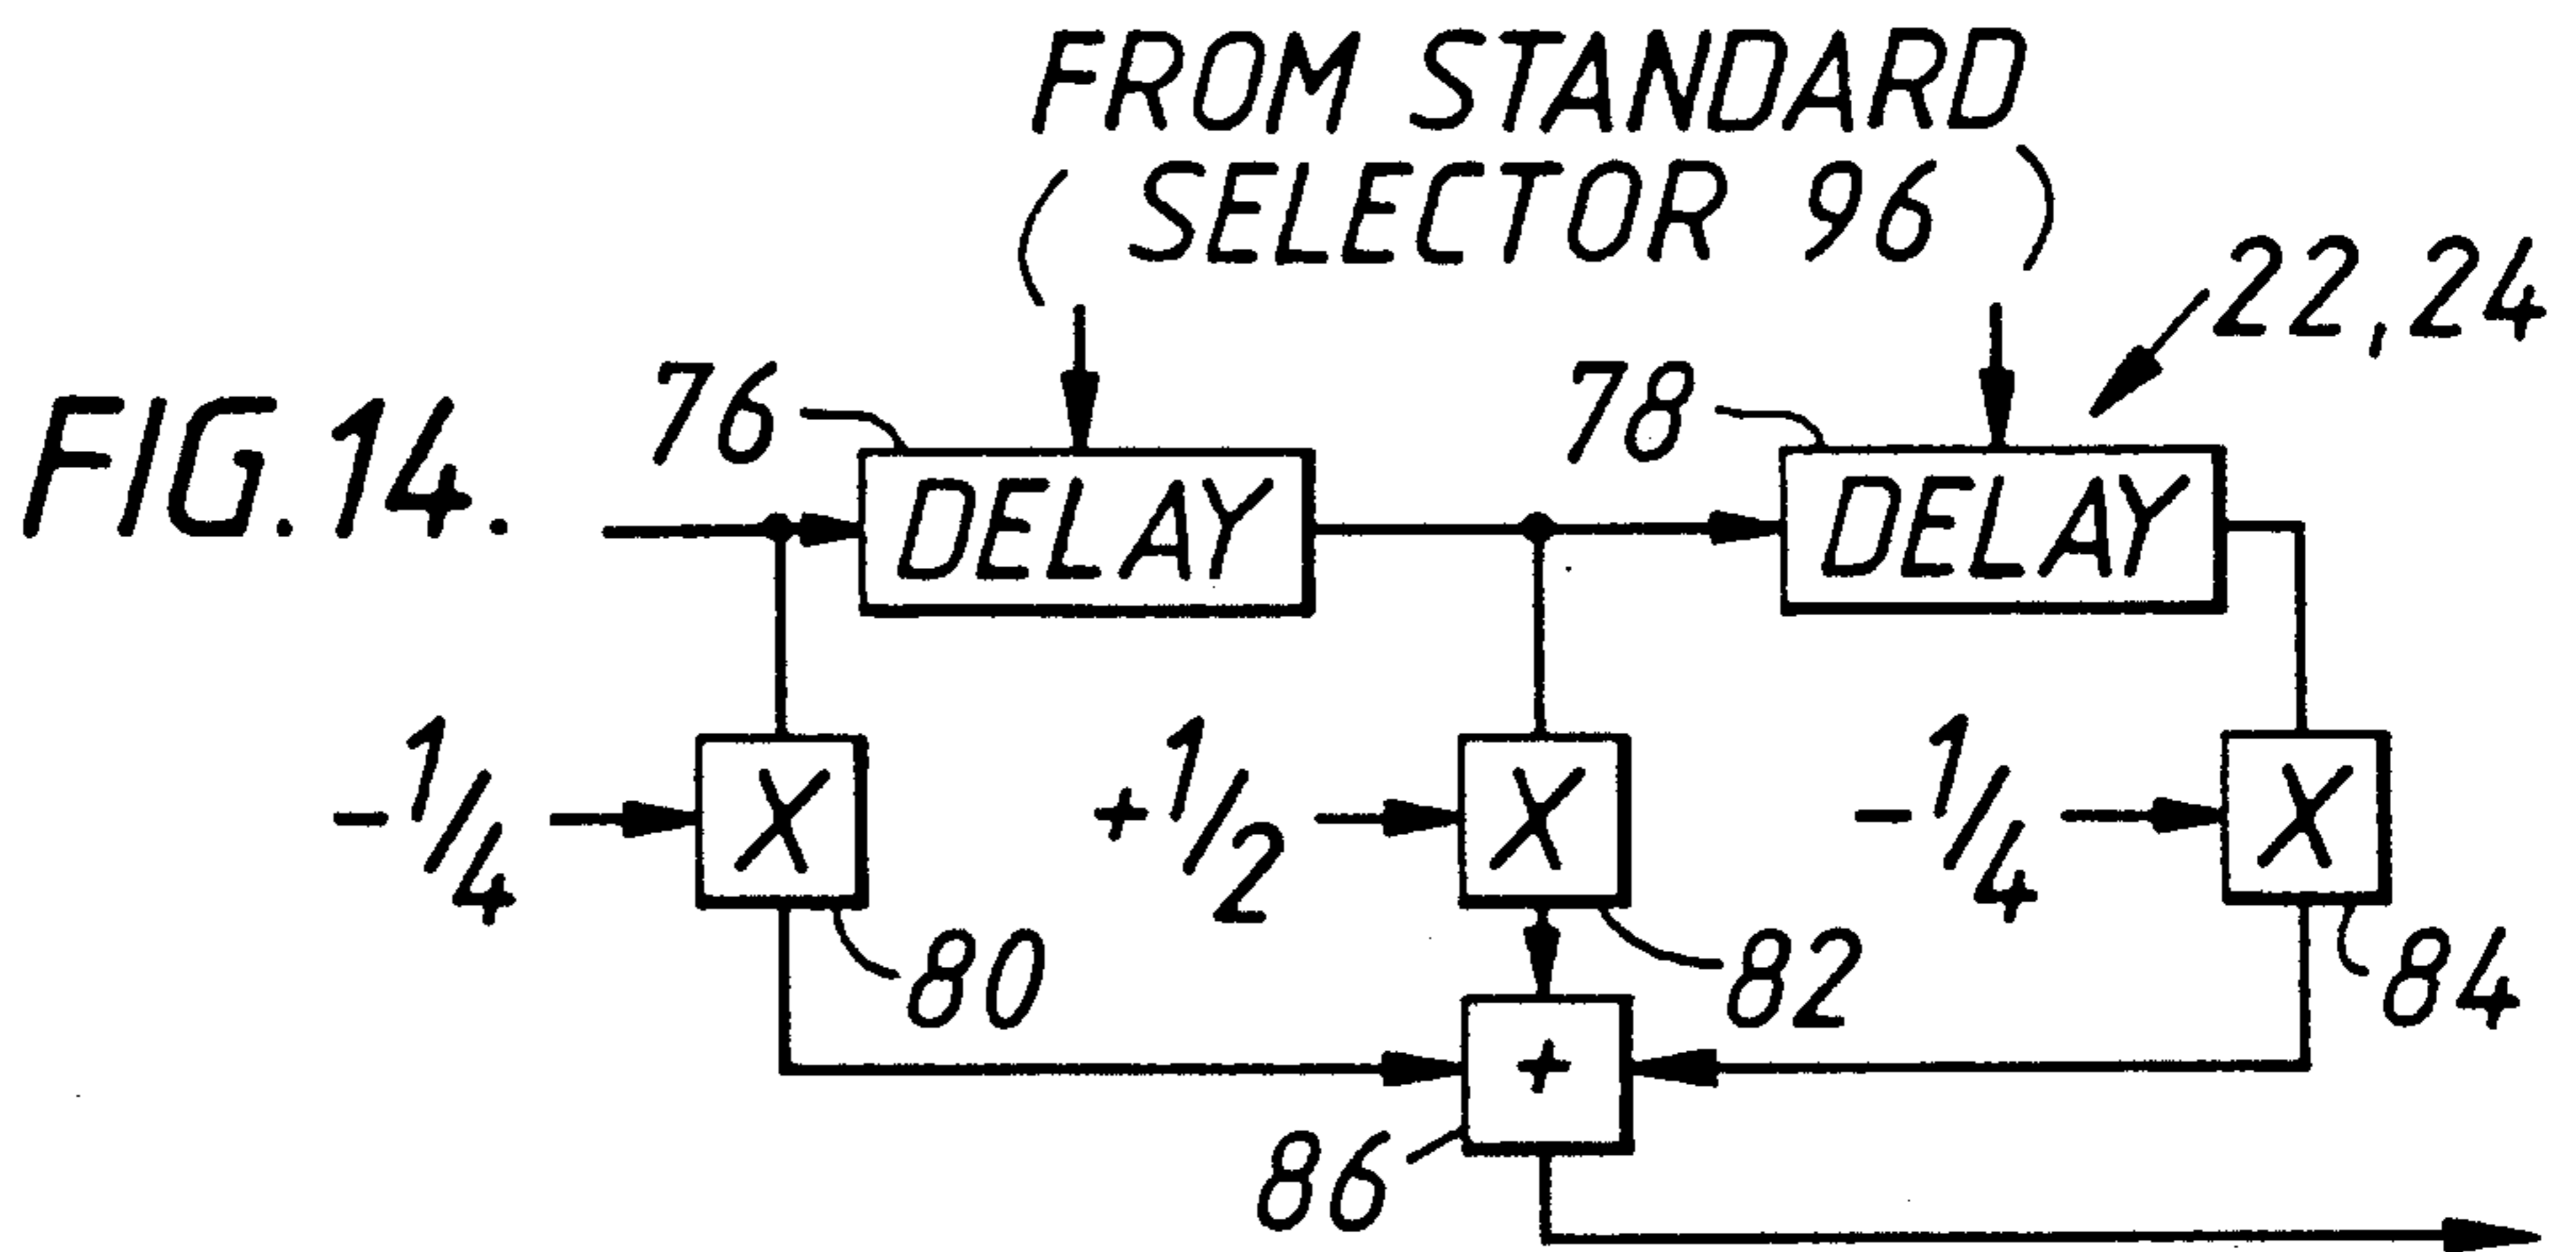 FROM STANDARD
( SELECTOR 96 )
22,24
FIG.14.
76
DELAY
78
DELAY
-1/4
X
+1/2
X
-1/4
X
80
82
84
+
86